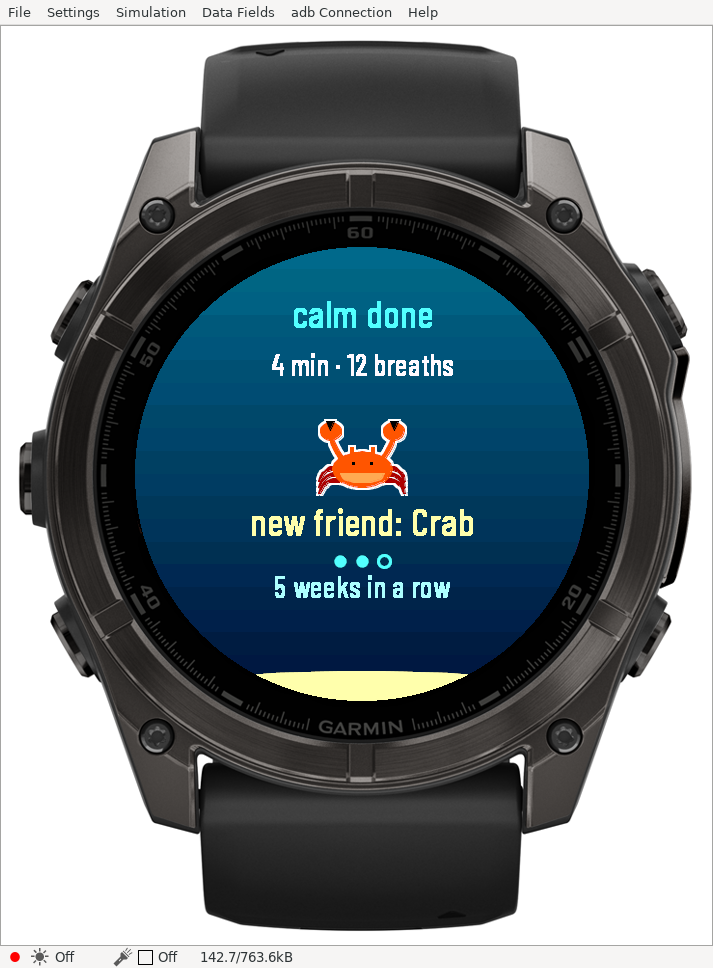 File Settings Simulation Data Fields adb Connection Help
60
calm done
50
4 min · 12 breaths
new friend: Crab
5 weeks in a row
40
20
GARMIN
Off Off 142.7/763.6kB